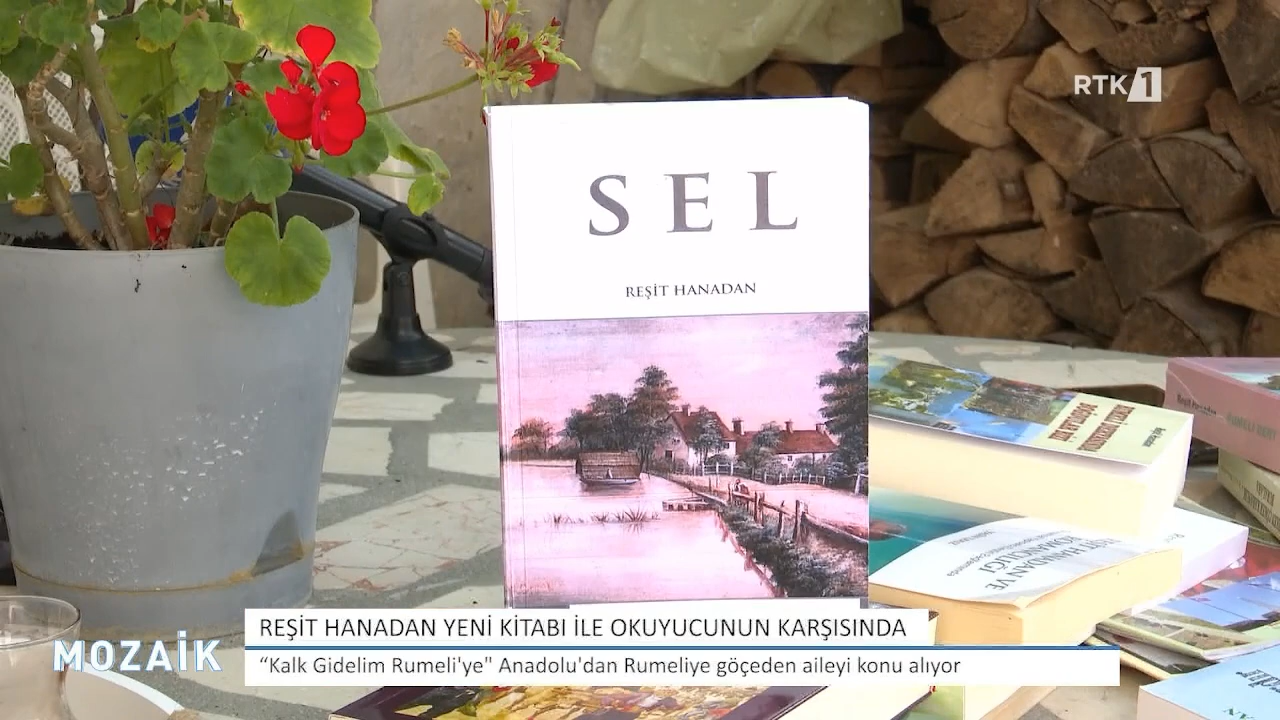 RTK 1
SEL
REŞİT HANADAN
REŞİT HANADAN YENİ KİTABI İLE OKUYUCUNUN KARŞISINDA
MOZAİK
“Kalk Gidelim Rumeli'ye" Anadolu'dan Rumeliye göçeden aileyi konu alıyor